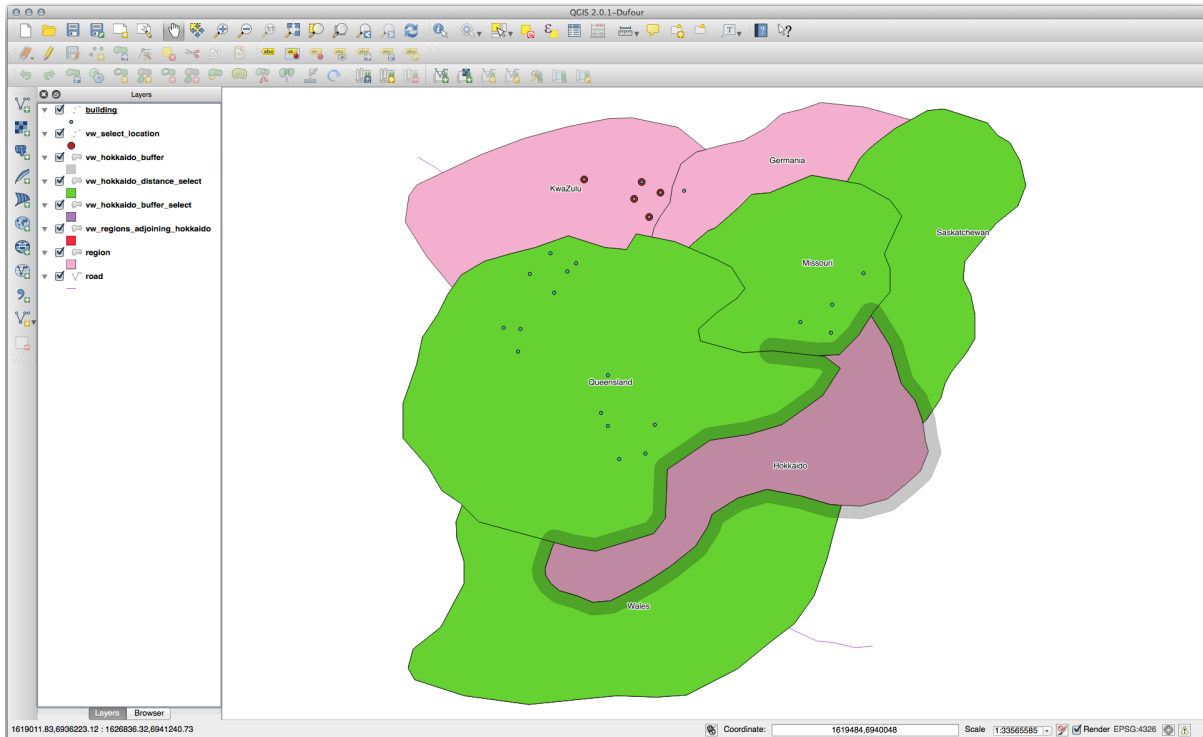 QGIS 2.0.1-Dufour
Layers
building
vw_select_location
vw_hokkaido_buffer
vw_hokkaido_distance_select
vw_hokkaido_buffer_select
vw_regions_adjoining_hokkaido
region
road
KwaZulu
Germania
Saskatchewan
Missouri
Queensland
Hokkaido
Wales
Layers
Browser
1619011.83,6936223.12 : 1626836.32,6941240.73
Coordinate:
1619484,6940048
Scale
1:33565585
Render
EPSG:4326